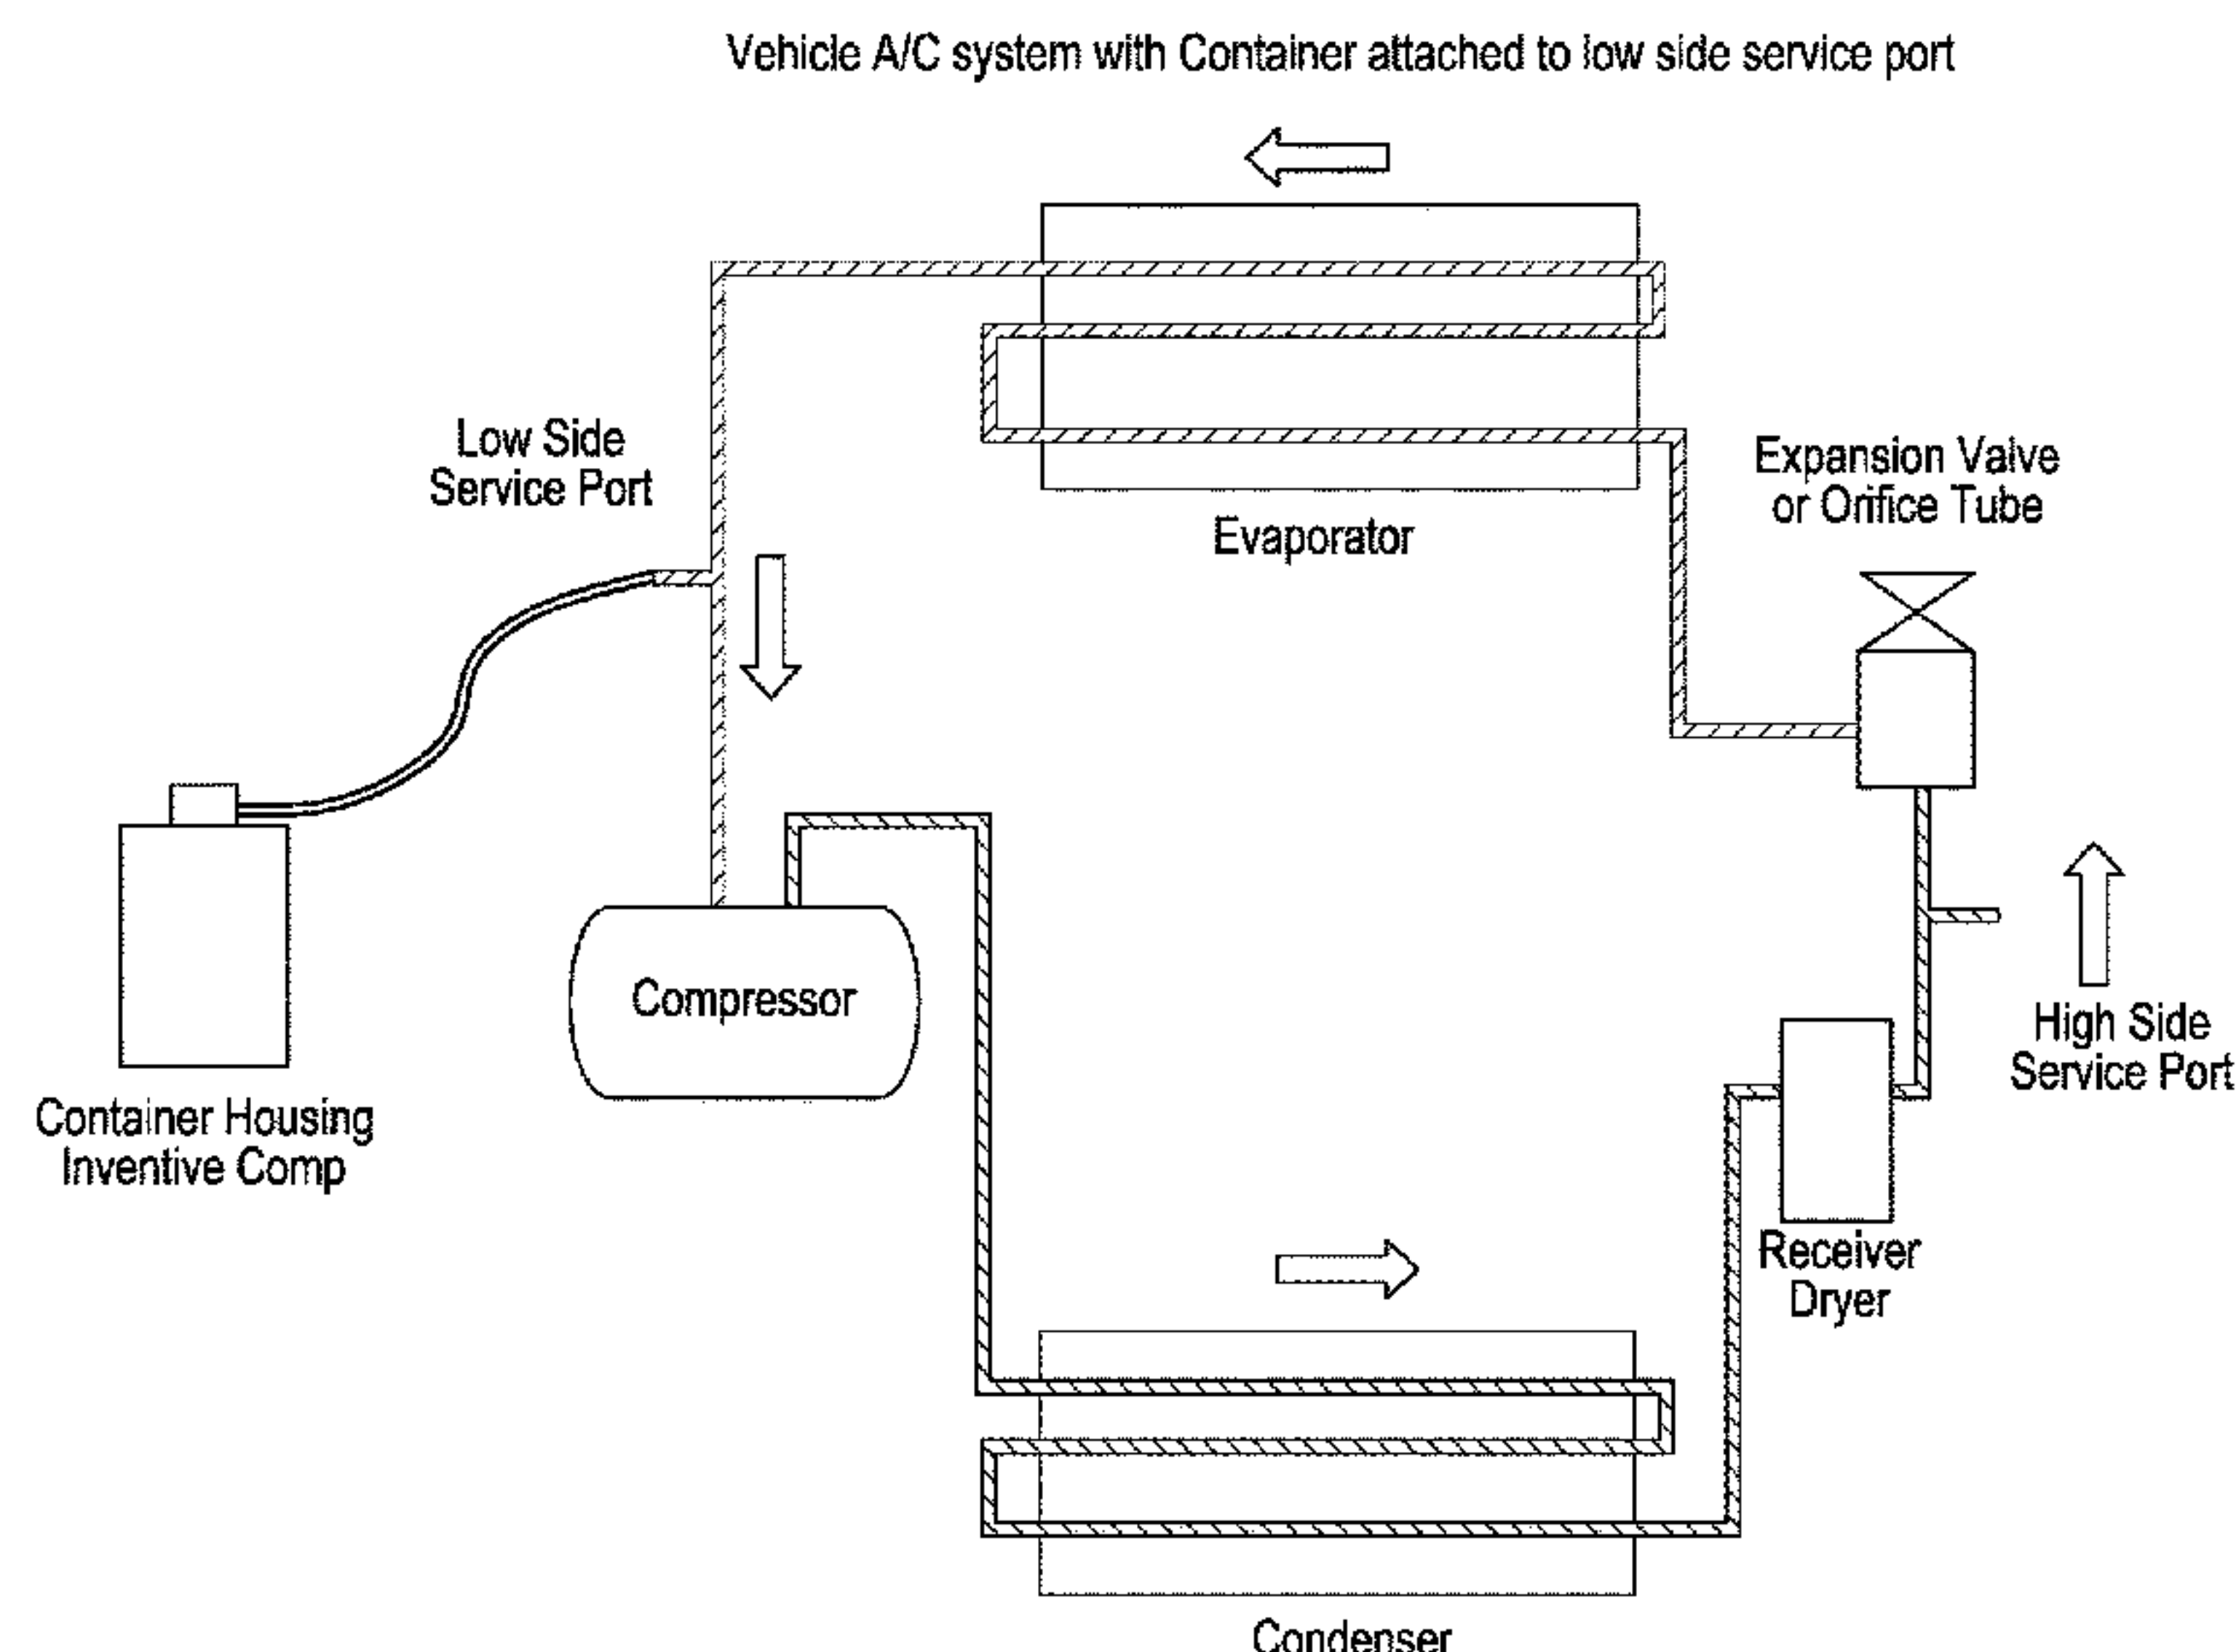 Vehicle A/C system with Container attached to low side service port
Low Side
Service Port
Expansion Valve
or Orifice Tube
Evaporator
Compressor
High Side
Service Port
Container Housing
Inventive Comp
Receiver
Dryer
Condenser